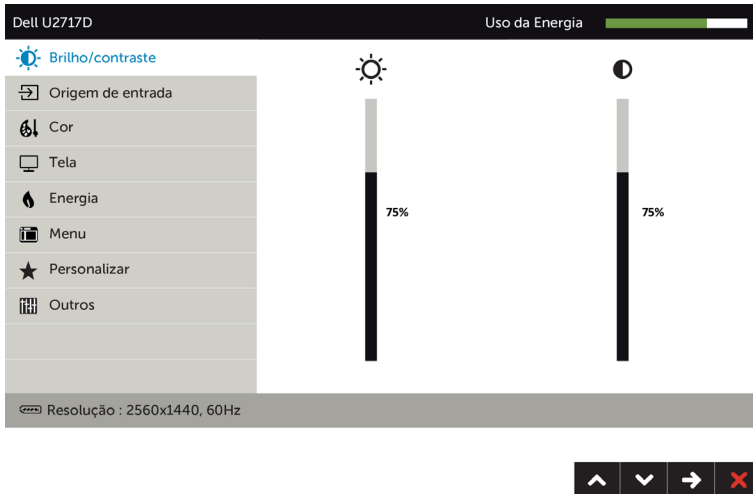 Dell U2717D Uso da Energia
Brilho/contraste
Origem de entrada
Cor
Tela
Energia
Menu
Personalizar
Outros
75% 75%
Resolução : 2560x1440, 60Hz